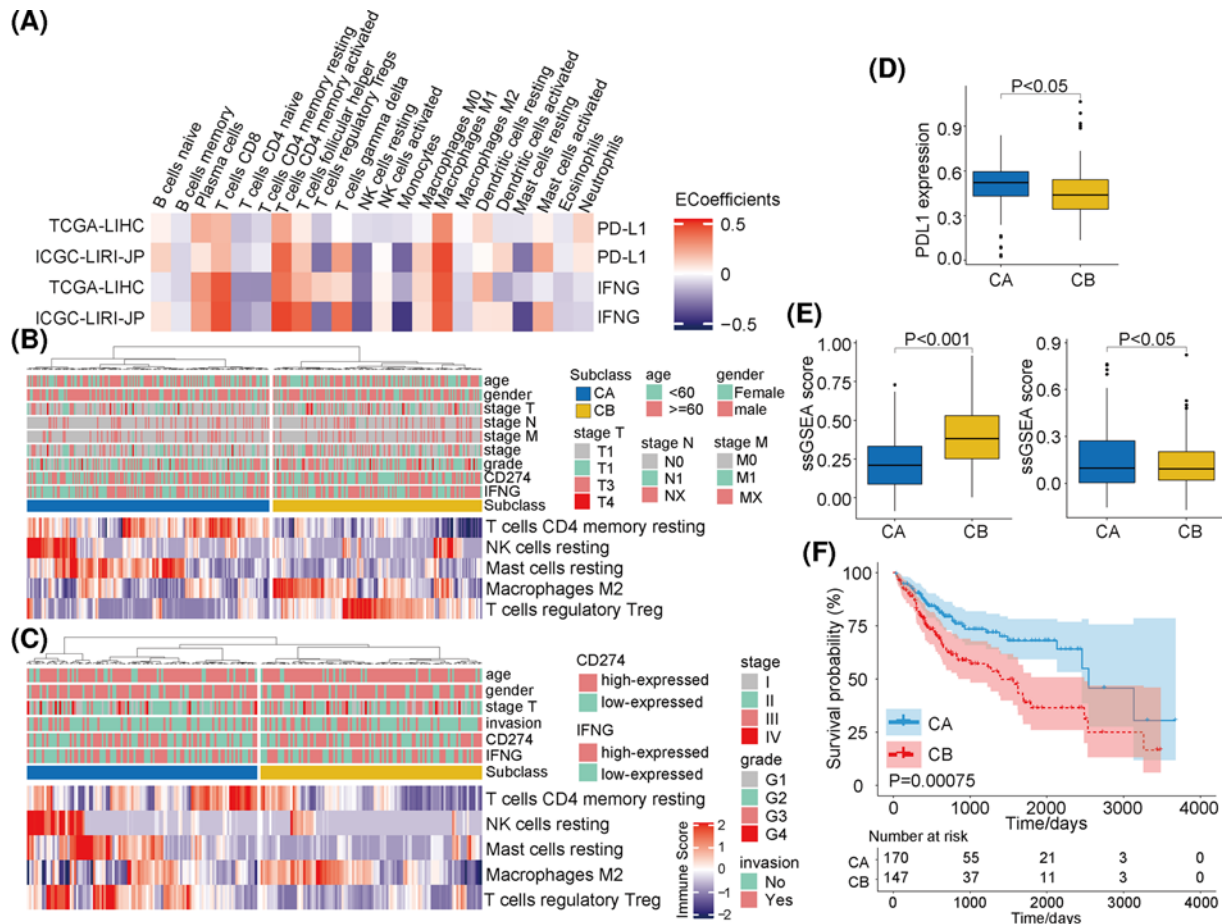 (A)
B cells naive
B cells memory
Plasma cells
T cells CD8
T cells CD4 naive
T cells CD4 memory resting
T cells CD4 memory activated
T cells follicular helper
T cells regulatory Tregs
T cells gamma delta
NK cells resting
NK cells activated
Monocytes
Macrophages M0
Macrophages M1
Macrophages M2
Dendritic cells resting
Dendritic cells activated
Mast cells resting
Mast cells activated
Eosinophils
Neutrophils
TCGA-LIHC PD-L1
ICGC-LIRI-JP PD-L1
TCGA-LIHC IFNG
ICGC-LIRI-JP IFNG
ECoefficients
0.5
0
−0.5
(B)
age
gender
stage T
stage N
stage M
stage
grade
CD274
IFNG
Subclass
T cells CD4 memory resting
NK cells resting
Mast cells resting
Macrophages M2
T cells regulatory Treg
Subclass
CA
CB
age
<60
>=60
gender
Female
male
stage T
T1
T1
T3
T4
stage N
N0
N1
NX
stage M
M0
M1
MX
(C)
age
gender
stage T
invasion
CD274
IFNG
Subclass
T cells CD4 memory resting
NK cells resting
Mast cells resting
Macrophages M2
T cells regulatory Treg
CD274
high-expressed
low-expressed
IFNG
high-expressed
low-expressed
Immune Score
2
1
0
−1
−2
stage
I
II
III
IV
grade
G1
G2
G3
G4
invasion
No
Yes
(D)
P<0.05
PDL1 expression
0.9
0.6
0.3
0.0
CA CB
(E)
P<0.001
ssGSEA score
1.00
0.75
0.50
0.25
0.00
CA CB
P<0.05
ssGSEA score
0.9
0.6
0.3
0.0
CA CB
(F)
Survival probability (%)
100
75
50
25
0
CA
CB
P=0.00075
0 1000 2000 3000 4000
Time/days
Number at risk
CA 170 55 21 3 0
CB 147 37 11 3 0
0 1000 2000 3000 4000
Time/days